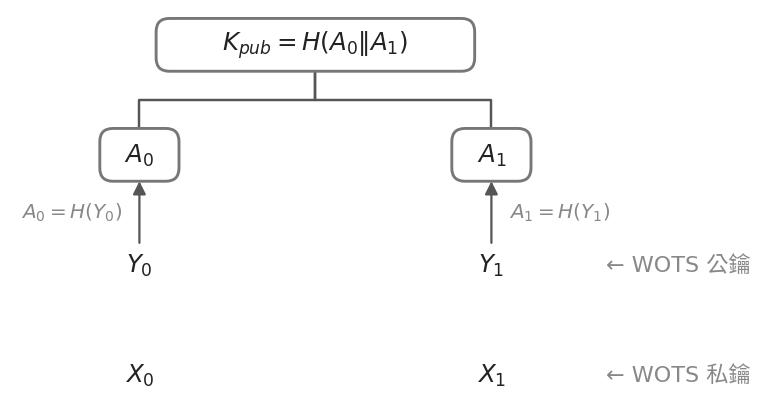 K_pub = H(A_0‖A_1)
A_0 A_1
A_0 = H(Y_0) A_1 = H(Y_1)
Y_0 Y_1 ← WOTS 公鑰
X_0 X_1 ← WOTS 私鑰